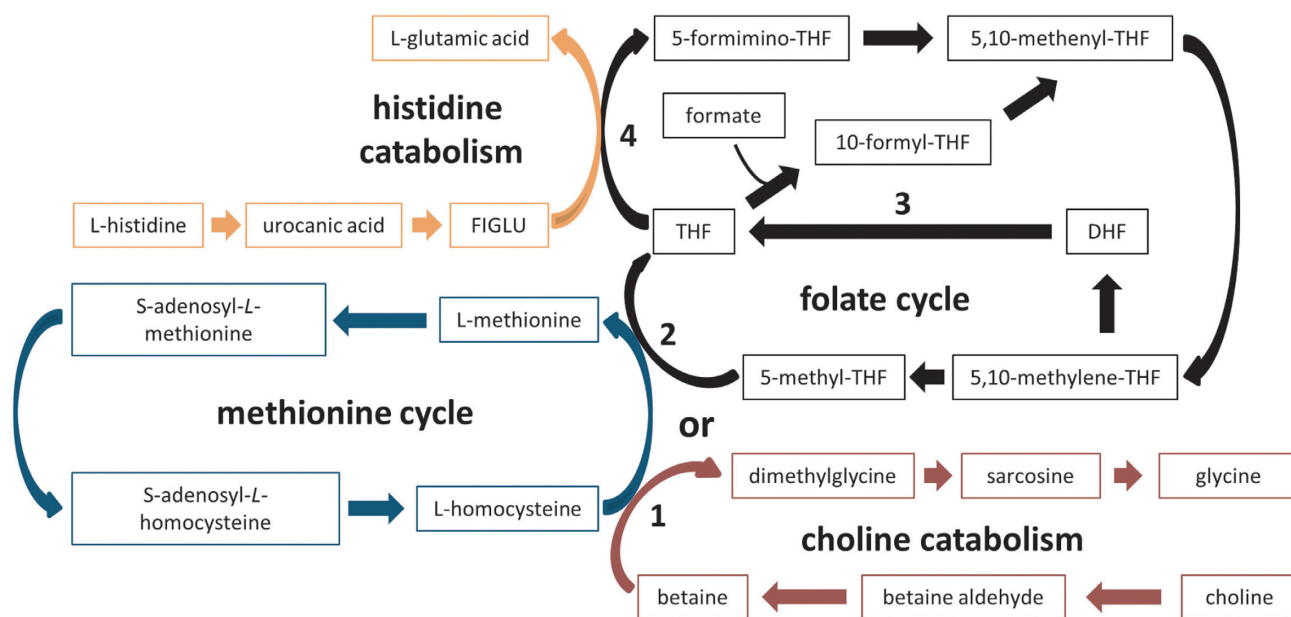 L-glutamic acid
5-formimino-THF
5,10-methenyl-THF
histidine
catabolism
4
formate
10-formyl-THF
3
L-histidine
urocanic acid
FIGLU
THF
DHF
S-adenosyl-L-
methionine
L-methionine
folate cycle
2
5-methyl-THF
5,10-methylene-THF
methionine cycle
or
dimethylglycine
sarcosine
glycine
S-adenosyl-L-
homocysteine
L-homocysteine
1
choline catabolism
betaine
betaine aldehyde
choline